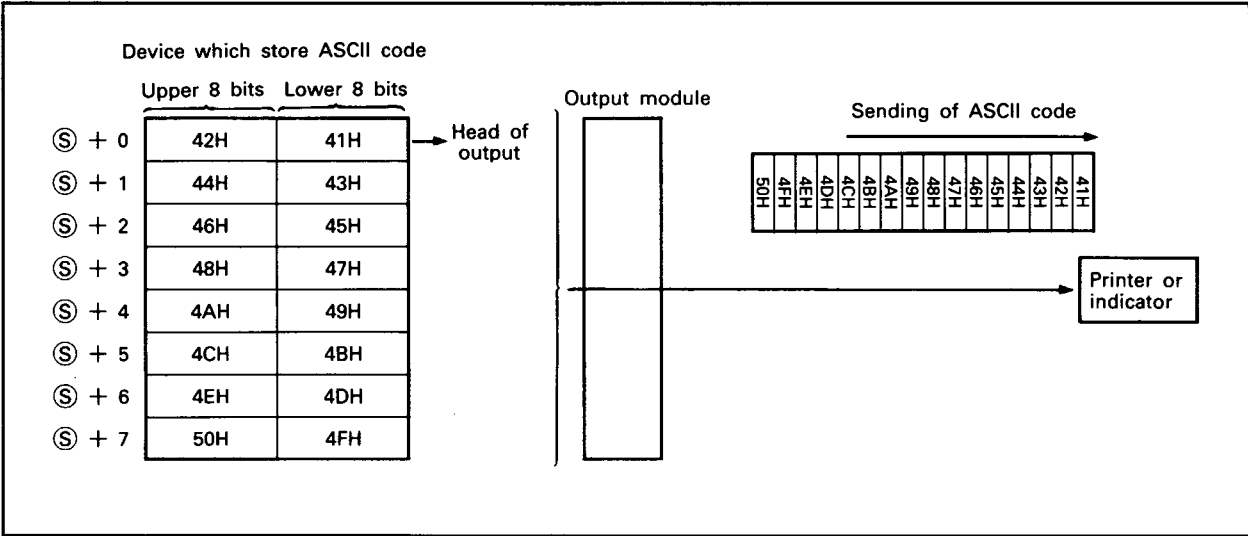 Device which store ASCII code
Upper 8 bits Lower 8 bits
Ⓢ + 0 42H 41H Head of output
Ⓢ + 1 44H 43H
Ⓢ + 2 46H 45H
Ⓢ + 3 48H 47H
Ⓢ + 4 4AH 49H
Ⓢ + 5 4CH 4BH
Ⓢ + 6 4EH 4DH
Ⓢ + 7 50H 4FH
Output module
Sending of ASCII code
50H 4FH 4EH 4DH 4CH 4BH 4AH 49H 48H 47H 46H 45H 44H 43H 42H 41H
Printer or
indicator